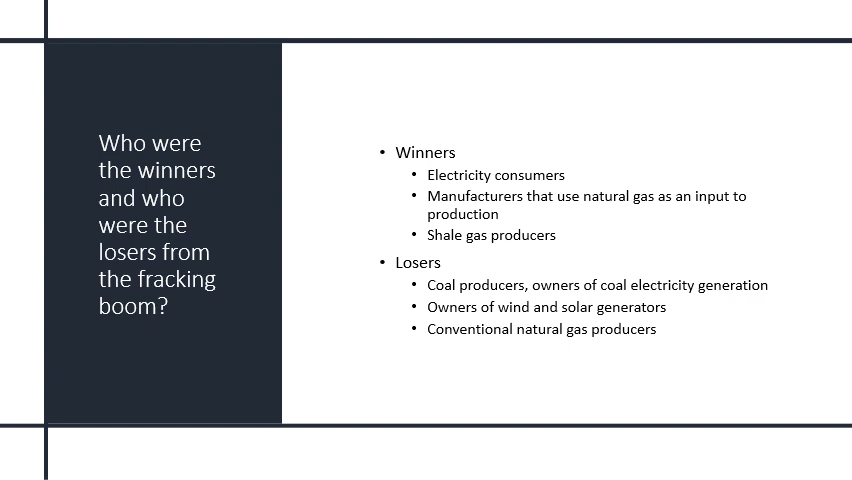 Who were
the winners
and who
were the
losers from
the fracking
boom?
• Winners
• Electricity consumers
• Manufacturers that use natural gas as an input to
production
• Shale gas producers
• Losers
• Coal producers, owners of coal electricity generation
• Owners of wind and solar generators
• Conventional natural gas producers